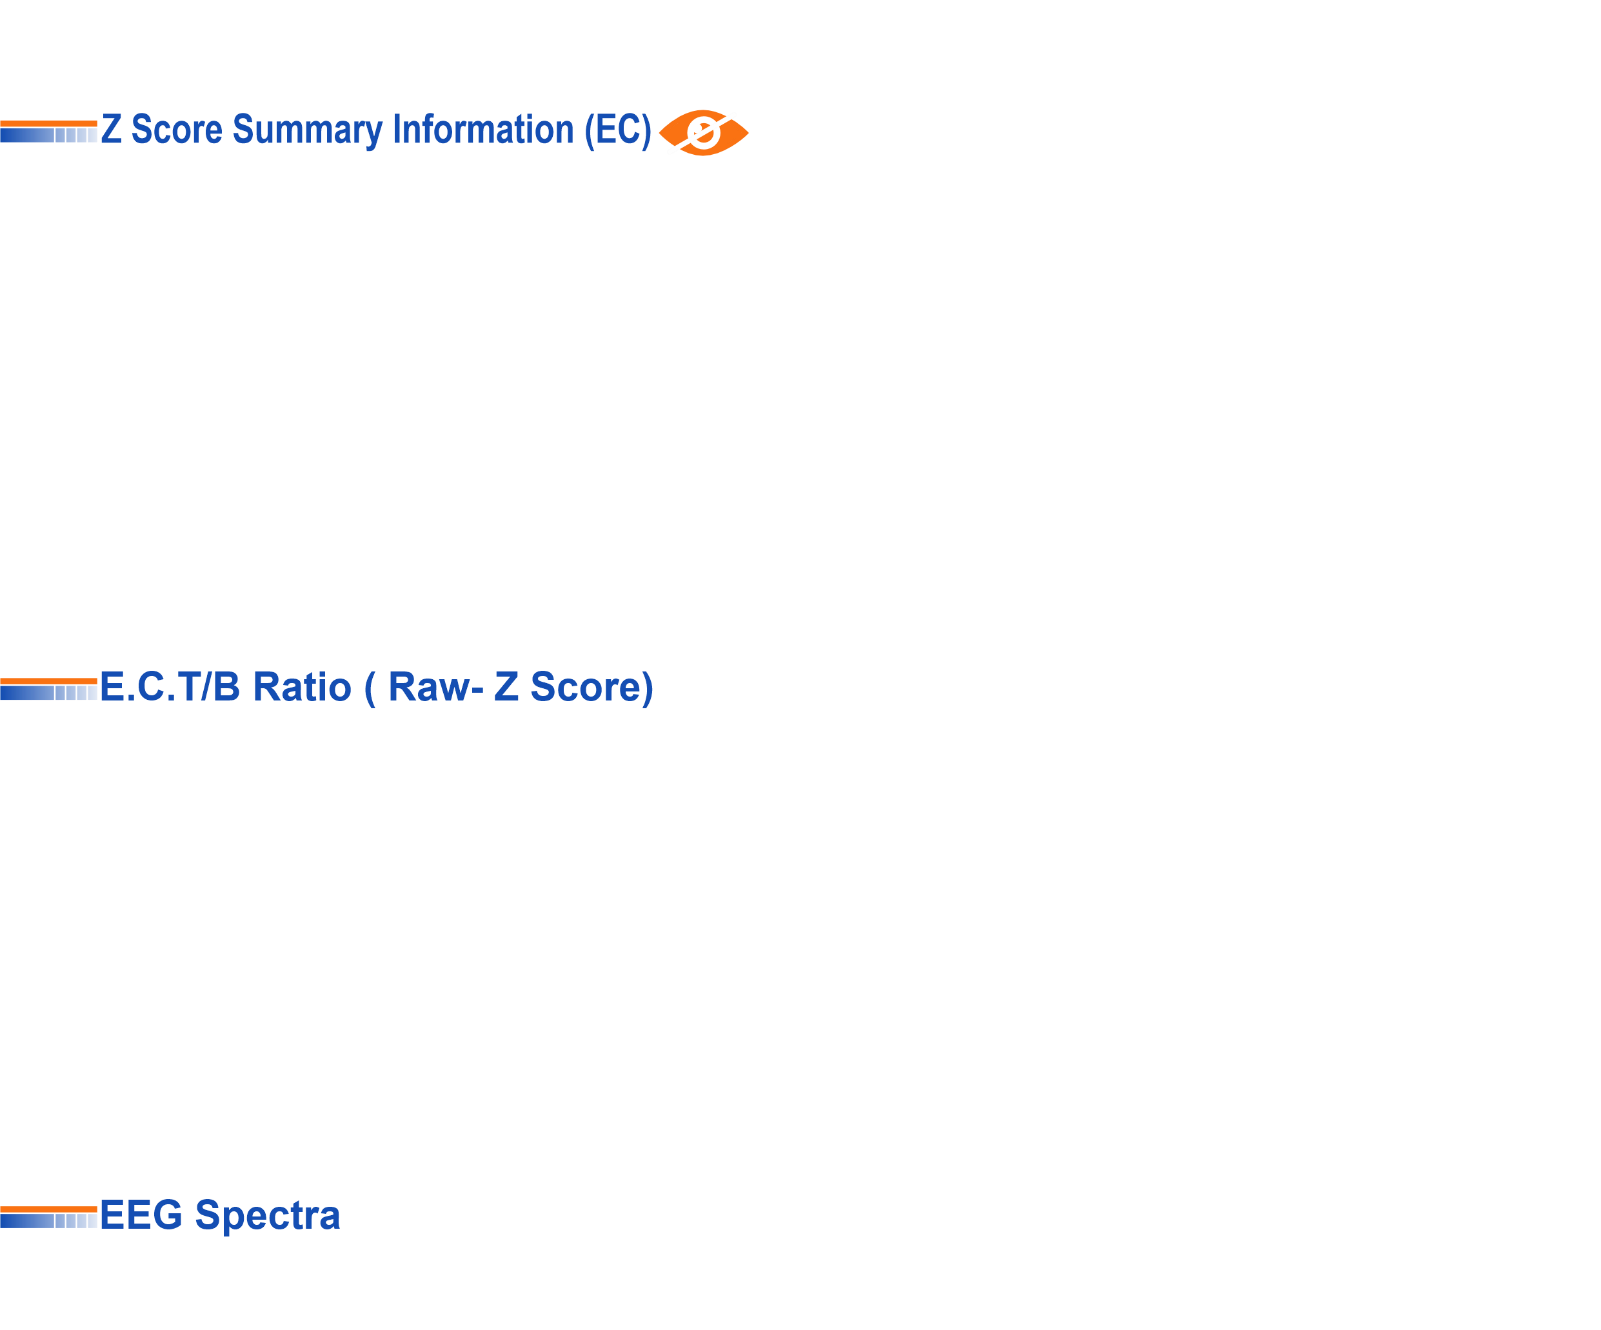 Z Score Summary Information (EC)
E.C.T/B Ratio ( Raw- Z Score)
EEG Spectra